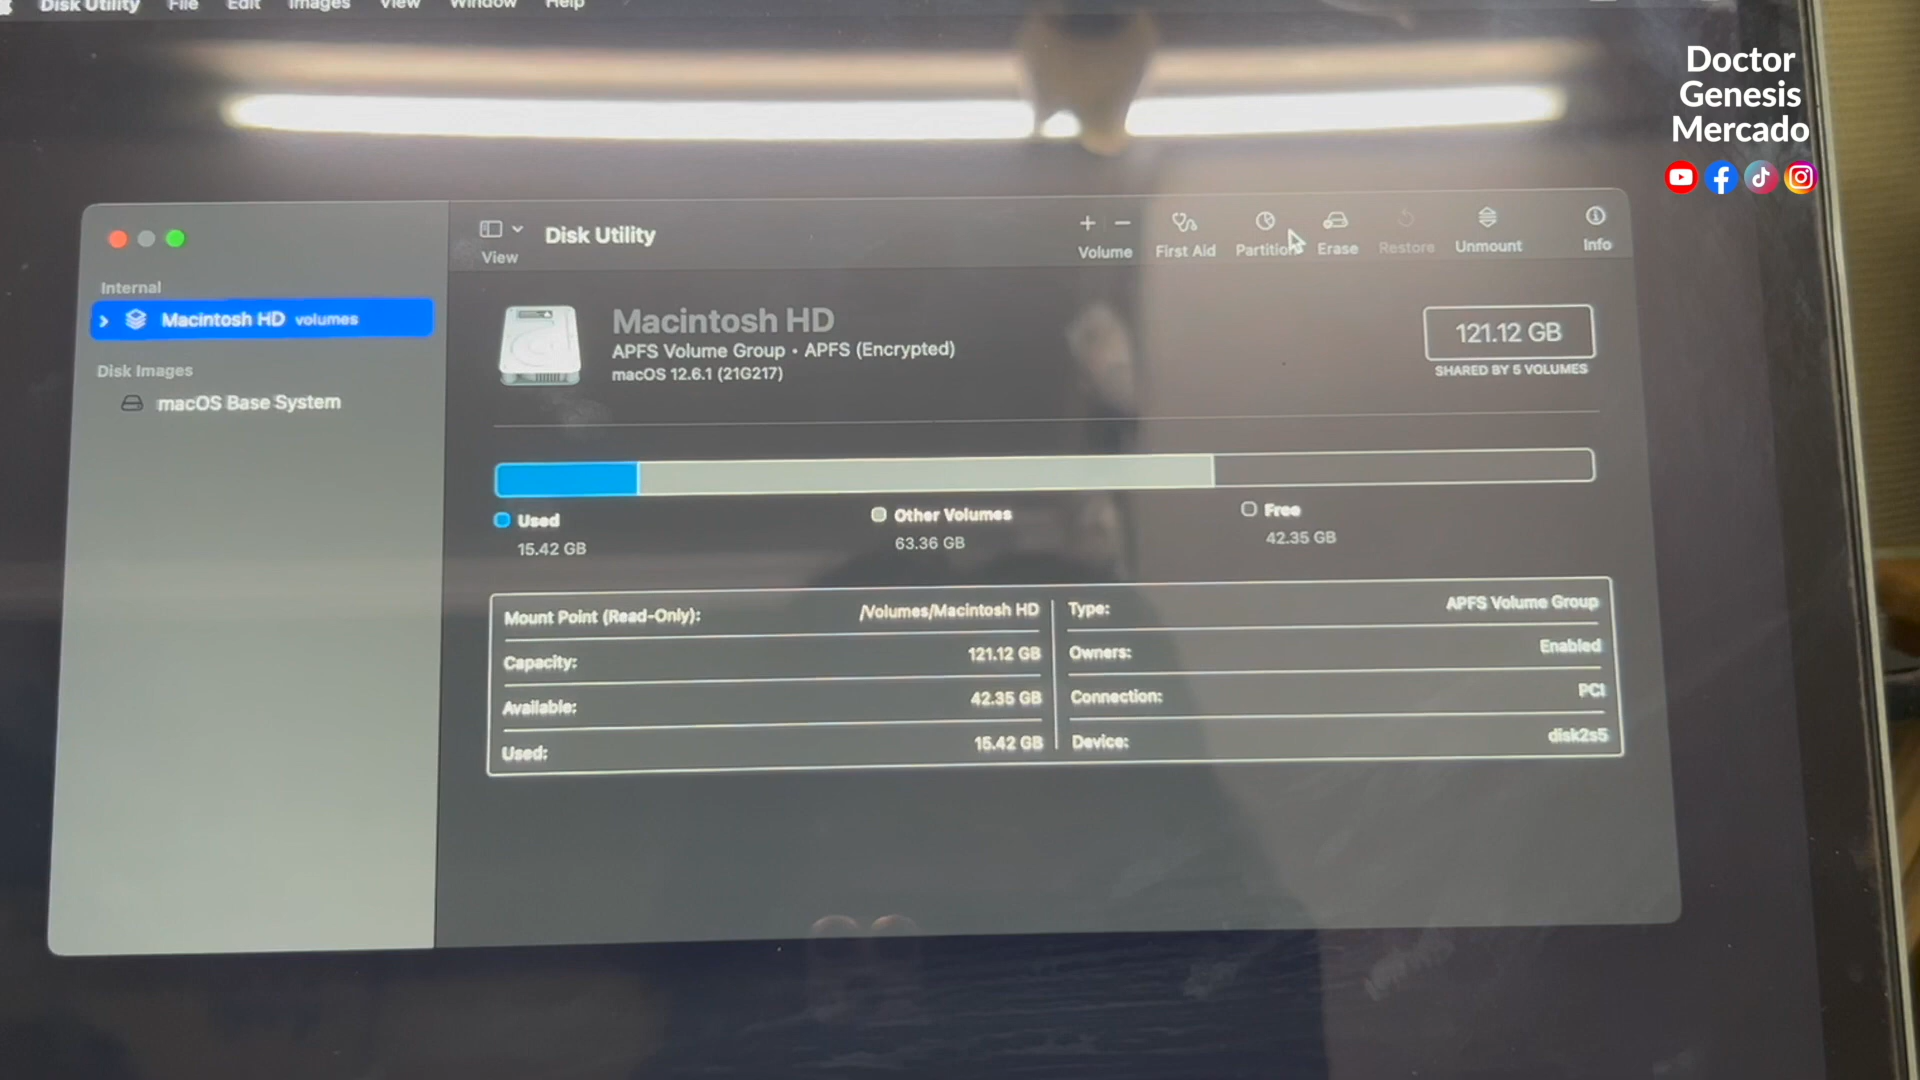 Disk Utility File Edit Images View Window Help
Doctor
Genesis
Mercado
View
Disk Utility
Volume
First Aid
Partition
Erase
Restore
Unmount
Info
Internal
Macintosh HD volumes
Disk Images
macOS Base System
Macintosh HD
APFS Volume Group • APFS (Encrypted)
macOS 12.6.1 (21G217)
121.12 GB
SHARED BY 5 VOLUMES
Used
15.42 GB
Other Volumes
63.36 GB
Free
42.35 GB
Mount Point (Read-Only): /Volumes/Macintosh HD
Capacity: 121.12 GB
Available: 42.35 GB
Used: 15.42 GB
Type: APFS Volume Group
Owners: Enabled
Connection: PCI
Device: disk2s5